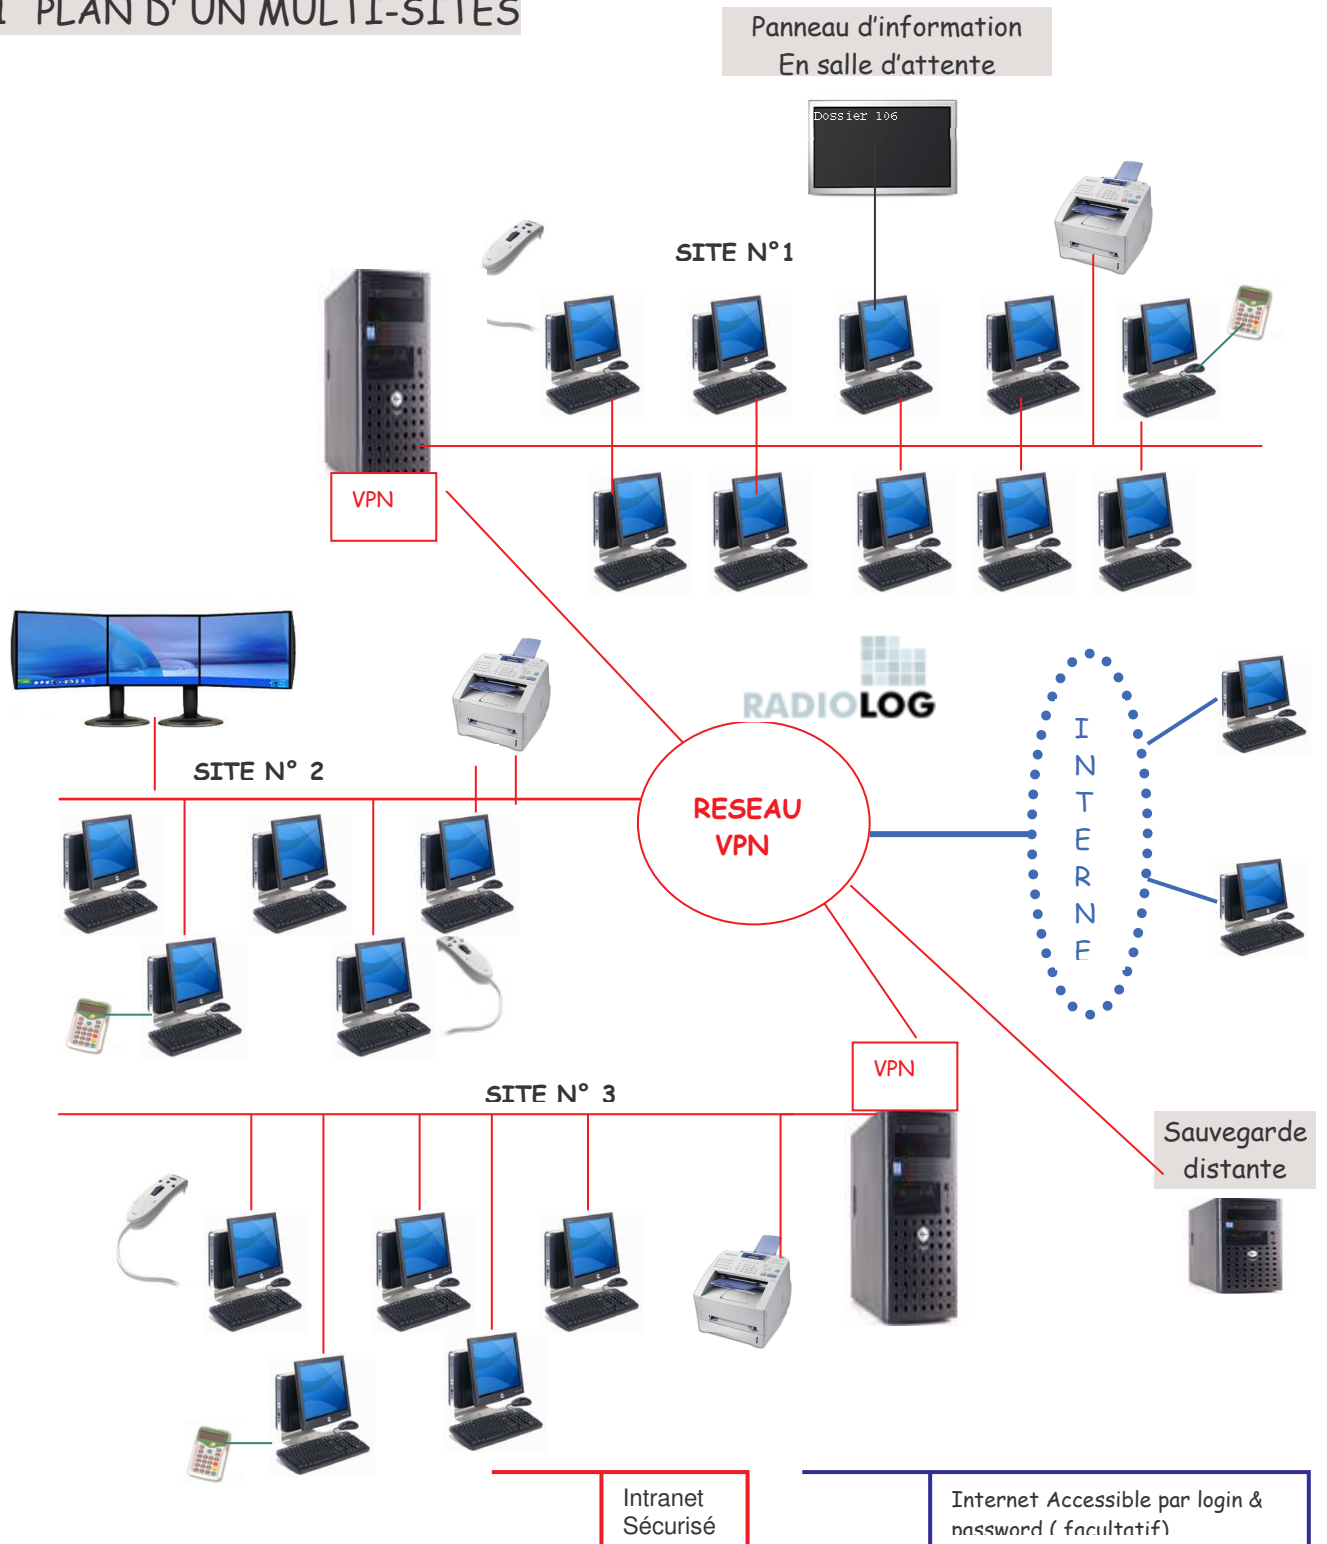 PLAN D' UN MULTI-SITES
Panneau d'information
En salle d'attente
Dossier 106
SITE N°1
VPN
RADIOLOG
SITE N° 2
RESEAU
VPN
I
N
T
E
R
N
E
VPN
SITE N° 3
Sauvegarde
distante
Intranet
Sécurisé
Internet Accessible par login &
password ( facultatif)